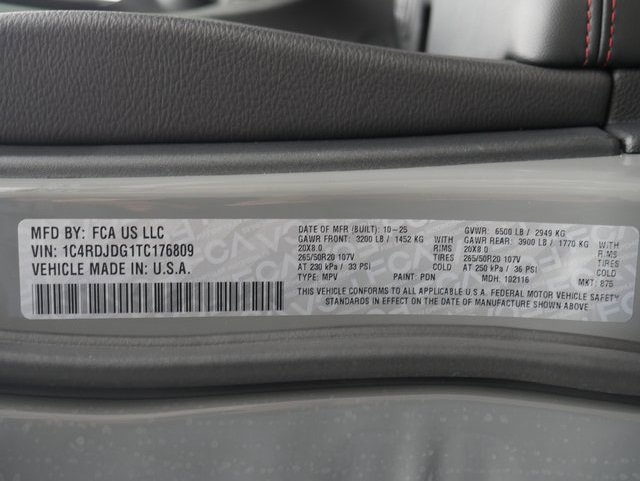 MFD BY: FCA US LLC
VIN: 1C4RDJDG1TC176809
VEHICLE MADE IN: U.S.A.
DATE OF MFR (BUILT): 10-25 GVWR: 6500 LB / 2949 KG
GAWR FRONT: 3200 LB / 1452 KG WITH GAWR REAR: 3900 LB / 1770 KG WITH
20X8.0 RIMS 20X8.0 RIMS
265/50R20 107V TIRES 265/50R20 107V TIRES
AT 230 kPa / 33 PSI COLD AT 250 kPa / 36 PSI COLD
TYPE: MPV PAINT: PDN MDH: 102116 MKT: 875
THIS VEHICLE CONFORMS TO ALL APPLICABLE U.S.A. FEDERAL MOTOR VEHICLE SAFETY
STANDARDS IN EFFECT ON THE DATE OF MANUFACTURE SHOWN ABOVE.